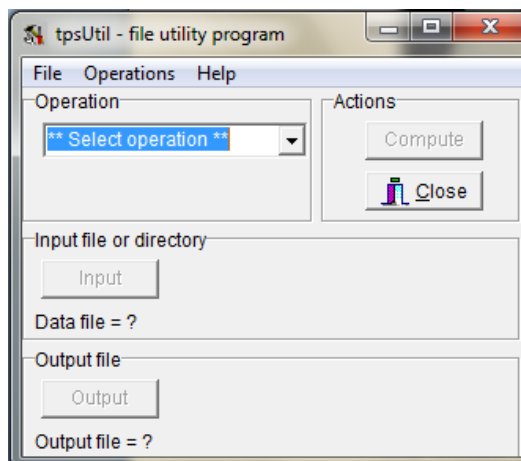 tpsUtil - file utility program
File Operations Help
Operation
** Select operation **
Actions
Compute
Close
Input file or directory
Input
Data file = ?
Output file
Output
Output file = ?